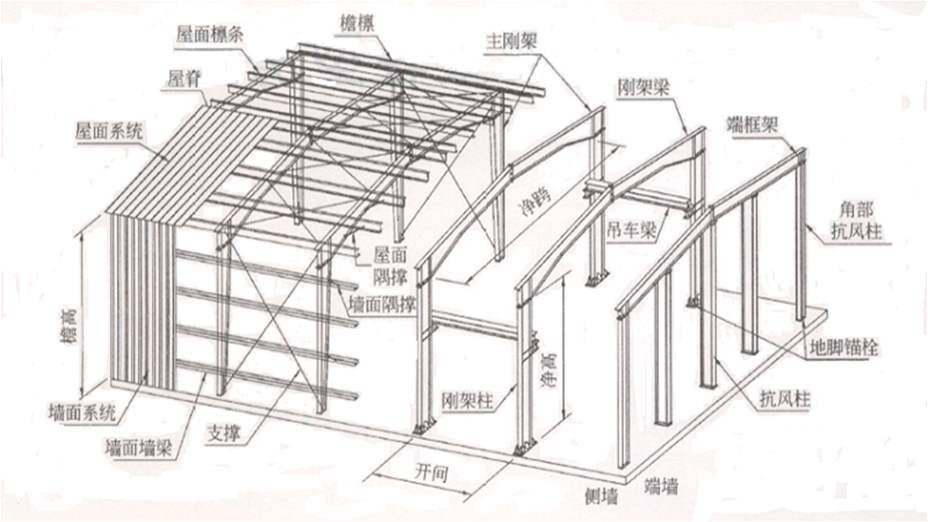 檐檩
屋面檩条
主刚架
屋脊
刚架梁
屋面系统
端框架
净跨
角部
抗风柱
吊车梁
屋面
隅撑
墙面隅撑
檐高
净高
地脚锚栓
刚架柱
抗风柱
墙面系统
支撑
墙面墙梁
开间
侧墙
端墙